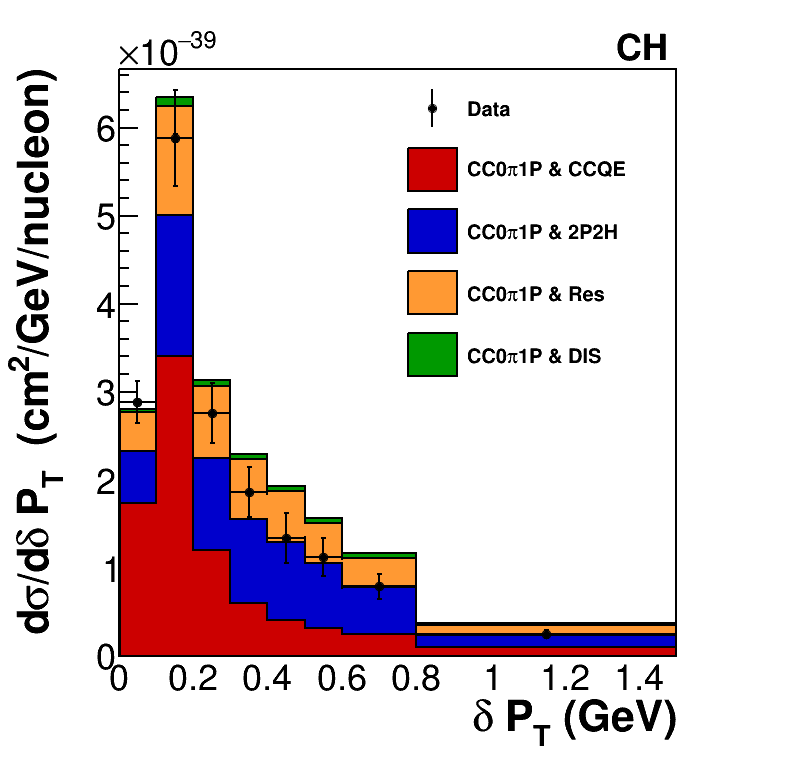 ×10⁻³⁹
CH
dσ/dδ P_T (cm²/GeV/nucleon)
6
5
4
3
2
1
0
Data
CC0π1P & CCQE
CC0π1P & 2P2H
CC0π1P & Res
CC0π1P & DIS
0 0.2 0.4 0.6 0.8 1 1.2 1.4
δ P_T (GeV)